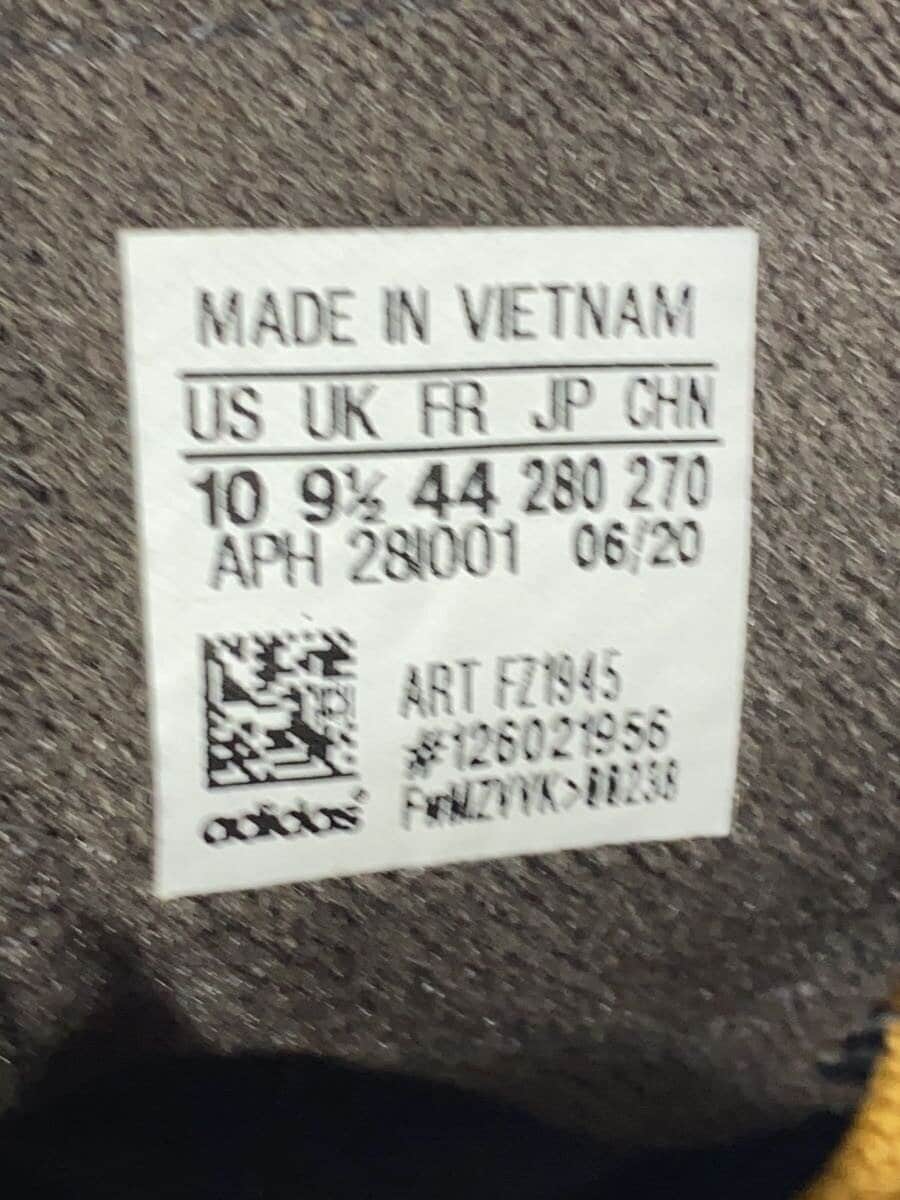 MADE IN VIETNAM
US UK FR JP CHN
10 9½ 44 280 270
APH 281001 06/20
ART FZ1945
#126021956
adidas